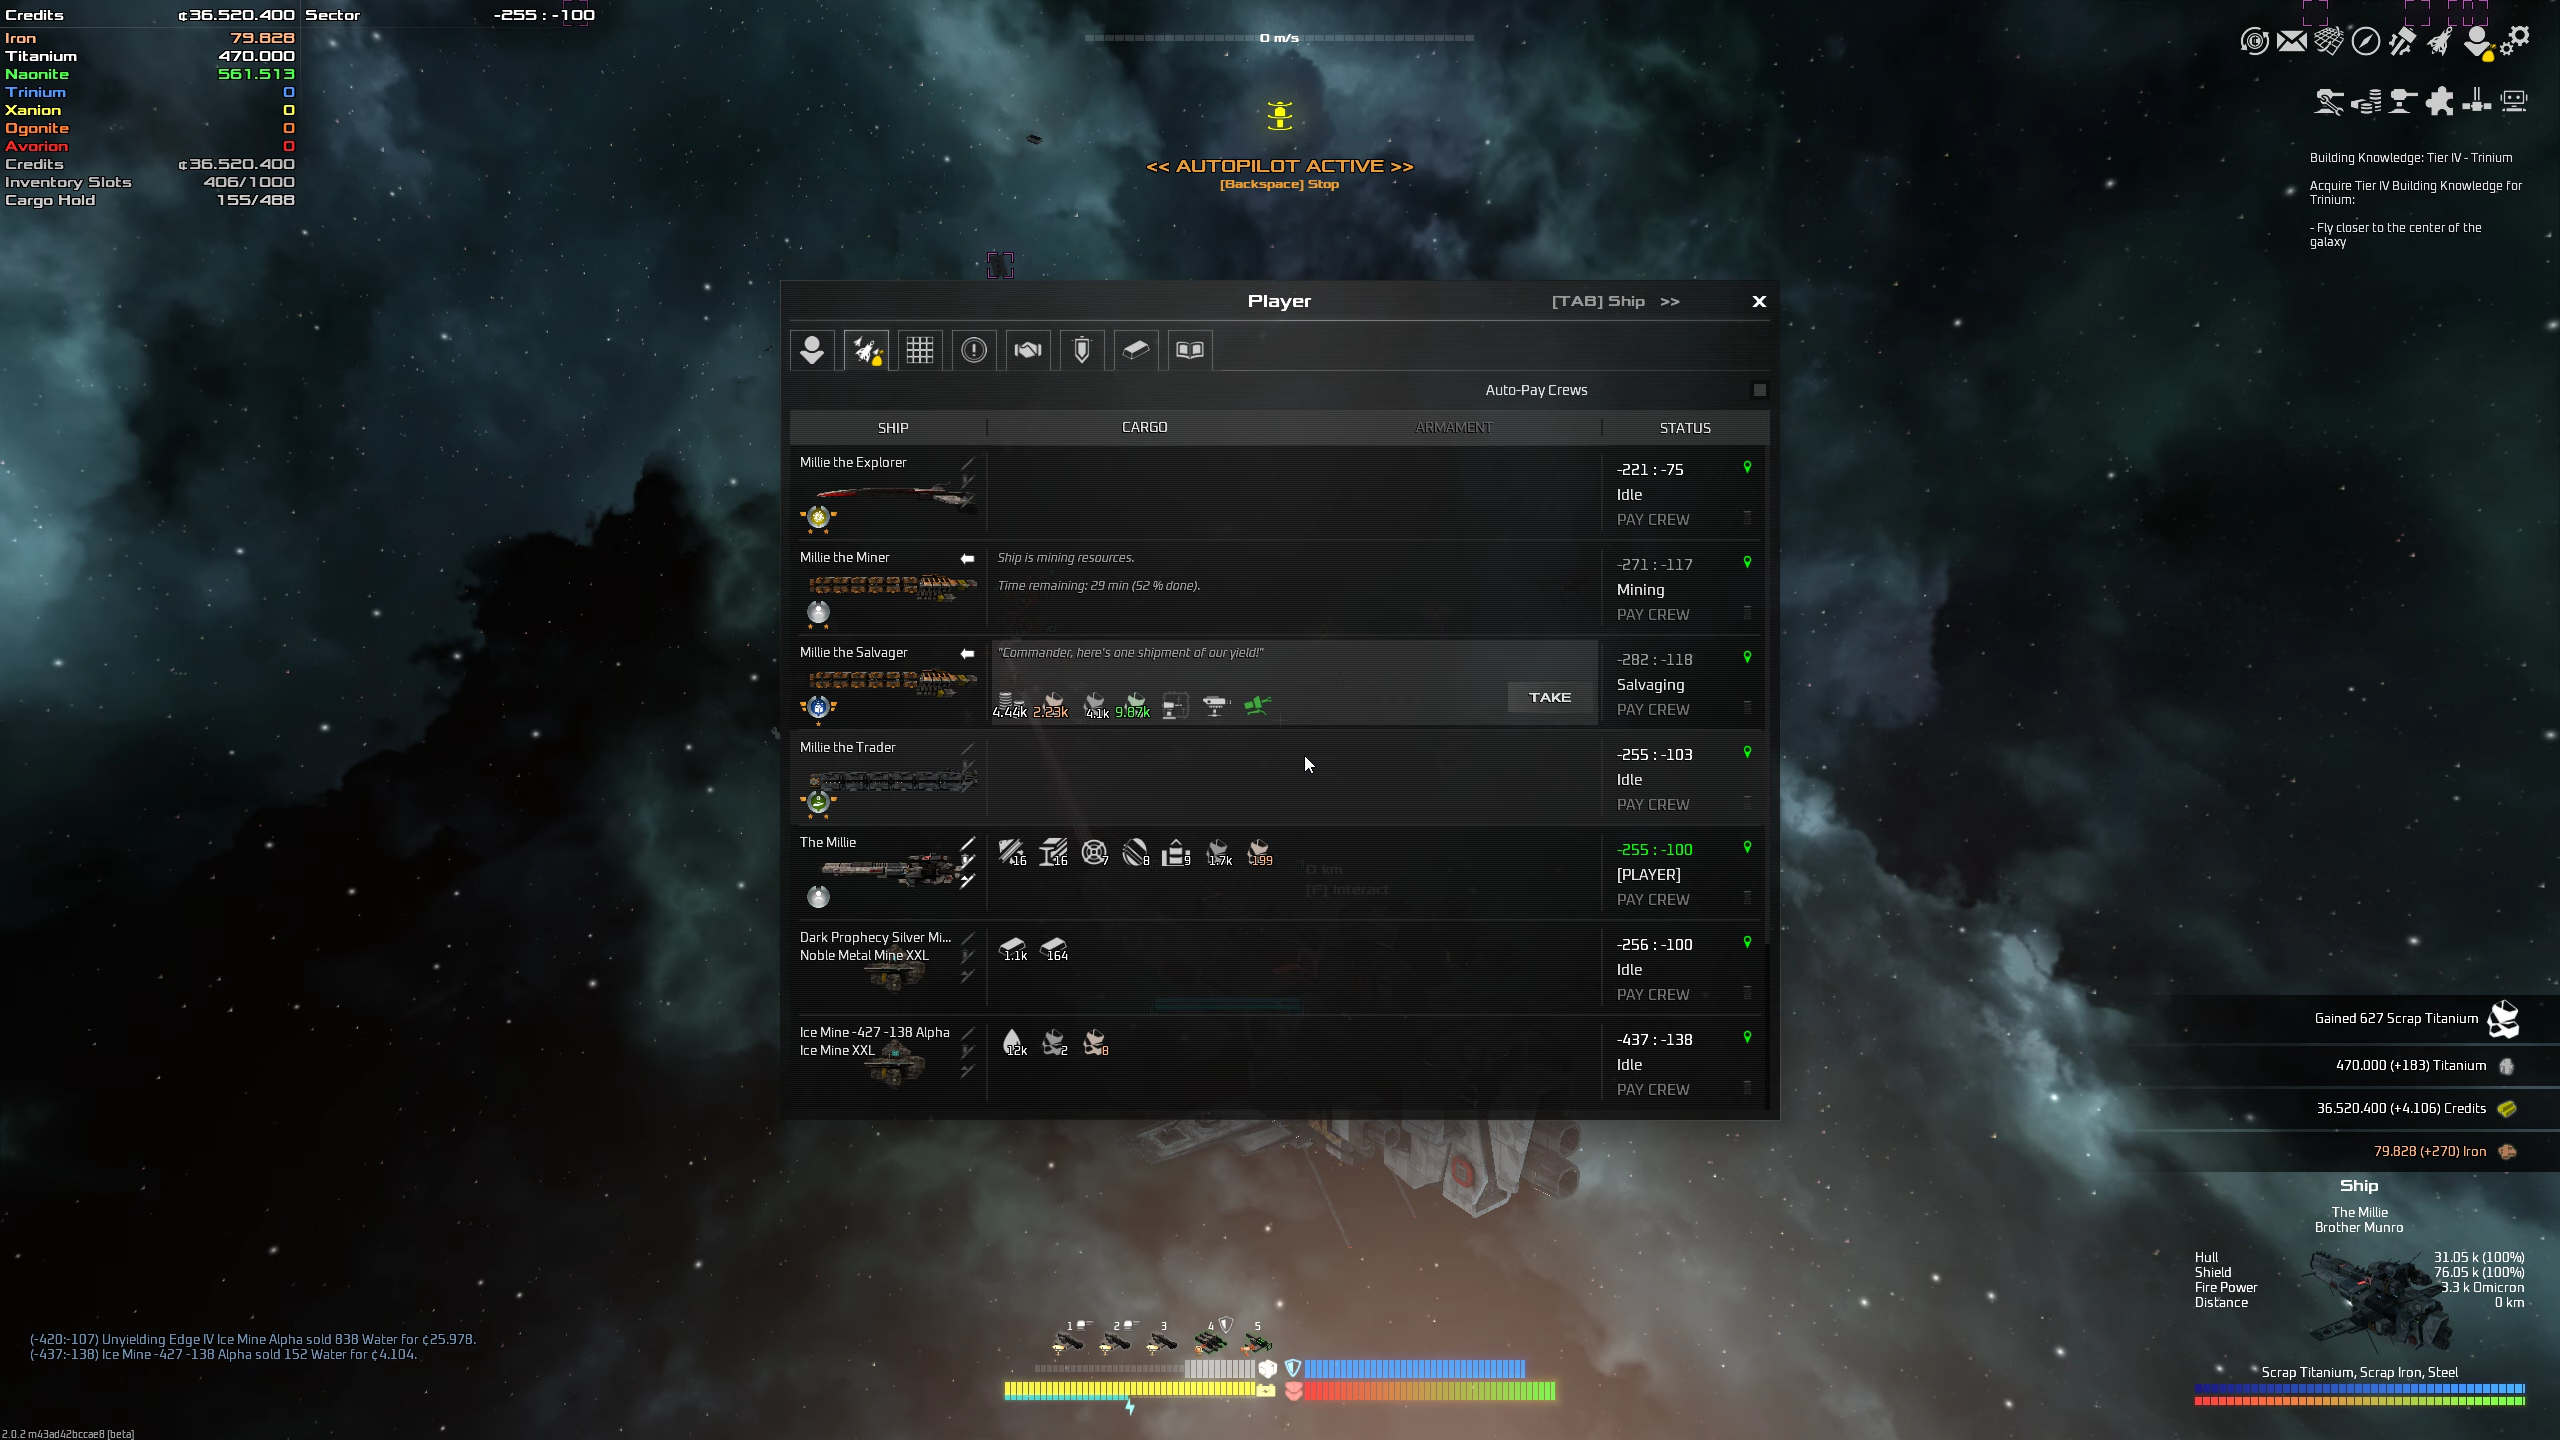 Credits ¢36.520.400 Sector -255 : -100
Iron 79.828
Titanium 470.000
Naonite 561.513
Trinium 0
Xanion 0
Ogonite 0
Avorion 0
Credits ¢36.520.400
Inventory Slots 406/1000
Cargo Hold 155/488
0 m/s
<< AUTOPILOT ACTIVE >>
[Backspace] Stop
Building Knowledge: Tier IV - Trinium
Acquire Tier IV Building Knowledge for
Trinium:
- Fly closer to the center of the
galaxy
Player [TAB] Ship >> X
Auto-Pay Crews
SHIP CARGO ARMAMENT STATUS
Millie the Explorer
-221 : -75
Idle
PAY CREW
Millie the Miner
Ship is mining resources.
Time remaining: 29 min (52 % done).
-271 : -117
Mining
PAY CREW
Millie the Salvager
"Commander, here's one shipment of our yield!"
4.44k 2.23k 4.1k 9.87k
TAKE
-282 : -118
Salvaging
PAY CREW
Millie the Trader
-255 : -103
Idle
PAY CREW
The Millie
16 16 7 8 9 1.7k 199
-255 : -100
[PLAYER]
PAY CREW
0 km
[F] Interact
Dark Prophecy Silver Mi...
Noble Metal Mine XXL
1.1k 164
-256 : -100
Idle
PAY CREW
Ice Mine -427 -138 Alpha
Ice Mine XXL
12k 2 8
-437 : -138
Idle
PAY CREW
Gained 627 Scrap Titanium
470.000 (+183) Titanium
36.520.400 (+4.106) Credits
79.828 (+270) Iron
Ship
The Millie
Brother Munro
Hull 31.05 k (100%)
Shield 76.05 k (100%)
Fire Power 3.3 k Omicron
Distance 0 km
Scrap Titanium, Scrap Iron, Steel
1 2 3 4 5
(-420:-107) Unyielding Edge IV Ice Mine Alpha sold 838 Water for ¢25.978.
(-437:-138) Ice Mine -427 -138 Alpha sold 152 Water for ¢4.104.
2.0.2 m43ad42bccae8 [beta]